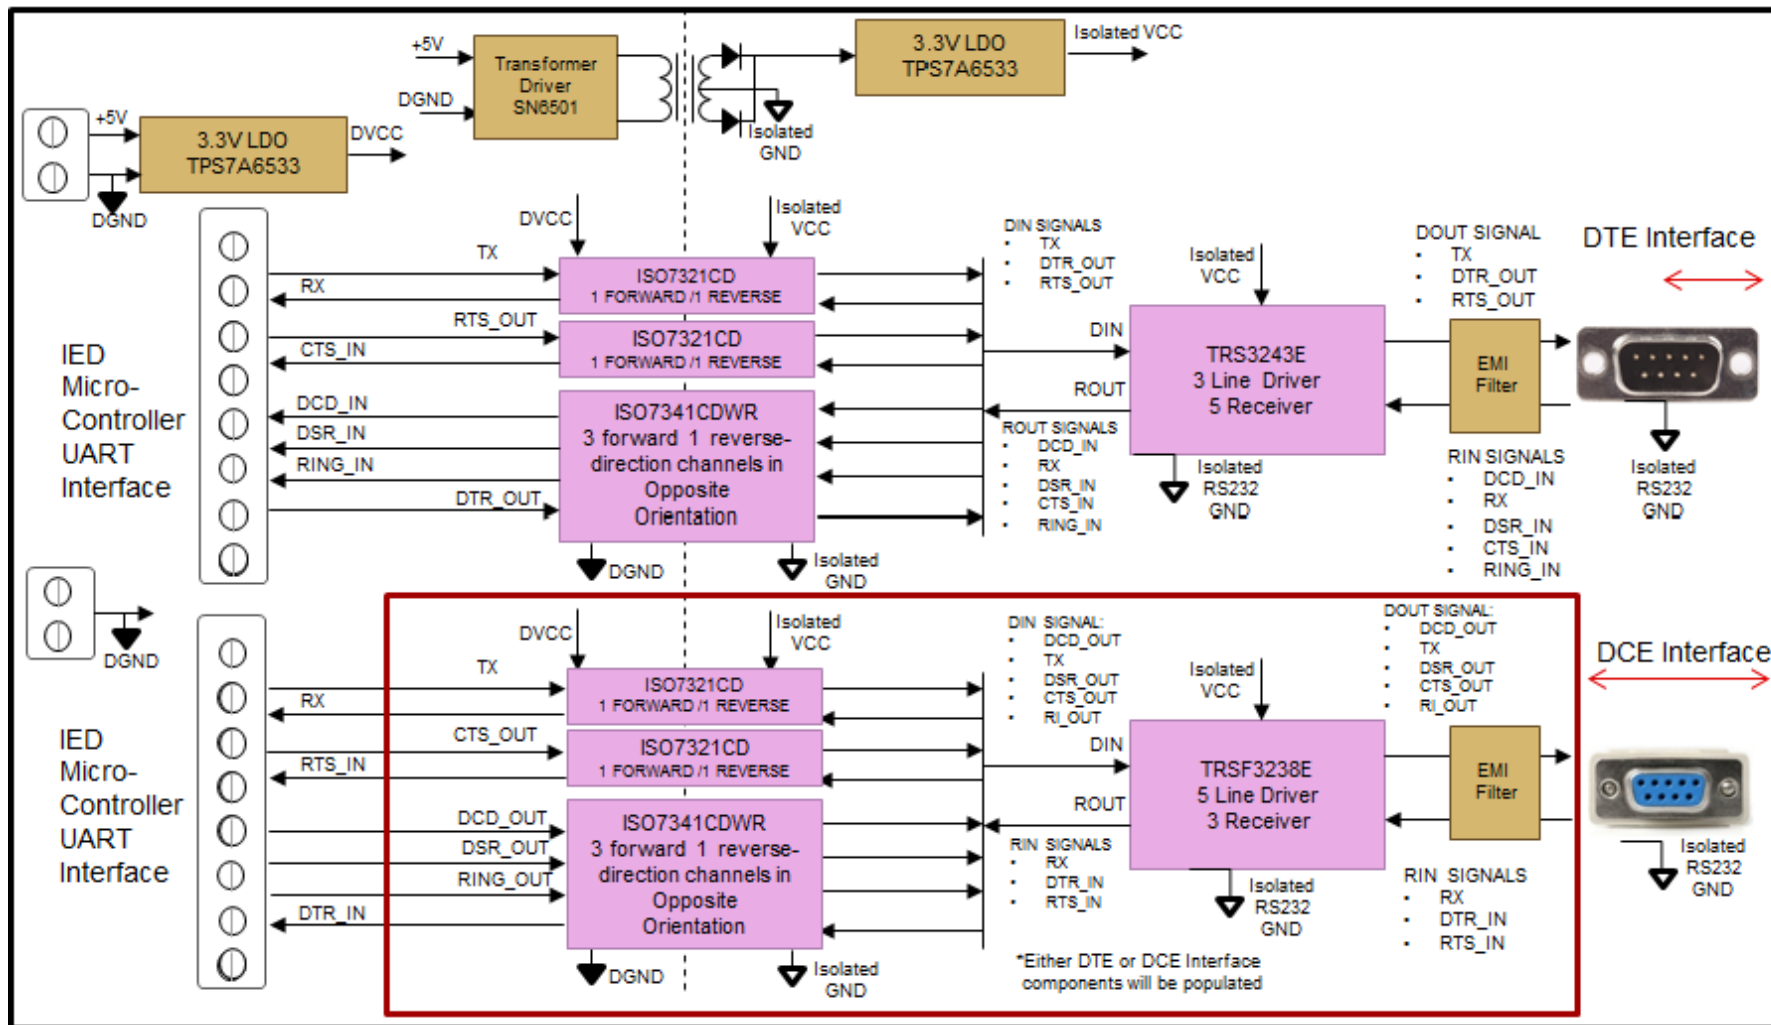 +5V
Transformer
Driver
SN6501
DGND
3.3V LDO
TPS7A6533
Isolated VCC
Isolated
GND
+5V
3.3V LDO
TPS7A6533
DVCC
DGND
DVCC
Isolated
VCC
IED
Micro-
Controller
UART
Interface
TX
RX
RTS_OUT
CTS_IN
DCD_IN
DSR_IN
RING_IN
DTR_OUT
ISO7321CD
1 FORWARD /1 REVERSE
ISO7321CD
1 FORWARD /1 REVERSE
ISO7341CDWR
3 forward 1 reverse-
direction channels in
Opposite
Orientation
DGND
Isolated
GND
DIN SIGNALS
▪ TX
▪ DTR_OUT
▪ RTS_OUT
DIN
ROUT
ROUT SIGNALS
▪ DCD_IN
▪ RX
▪ DSR_IN
▪ CTS_IN
▪ RING_IN
Isolated
VCC
TRS3243E
3 Line Driver
5 Receiver
Isolated
RS232
GND
DOUT SIGNAL
▪ TX
▪ DTR_OUT
▪ RTS_OUT
EMI
Filter
RIN SIGNALS
▪ DCD_IN
▪ RX
▪ DSR_IN
▪ CTS_IN
▪ RING_IN
DTE Interface
Isolated
RS232
GND
DGND
IED
Micro-
Controller
UART
Interface
DVCC
Isolated
VCC
TX
RX
CTS_OUT
RTS_IN
DCD_OUT
DSR_OUT
RING_OUT
DTR_IN
ISO7321CD
1 FORWARD /1 REVERSE
ISO7321CD
1 FORWARD /1 REVERSE
ISO7341CDWR
3 forward 1 reverse-
direction channels in
Opposite
Orientation
DGND
Isolated
GND
DIN SIGNAL:
▪ DCD_OUT
▪ TX
▪ DSR_OUT
▪ CTS_OUT
▪ RI_OUT
DIN
ROUT
RIN SIGNALS
▪ RX
▪ DTR_IN
▪ RTS_IN
Isolated
VCC
TRSF3238E
5 Line Driver
3 Receiver
Isolated
RS232
GND
*Either DTE or DCE Interface
components will be populated
DOUT SIGNAL:
▪ DCD_OUT
▪ TX
▪ DSR_OUT
▪ CTS_OUT
▪ RI_OUT
EMI
Filter
RIN SIGNALS
▪ RX
▪ DTR_IN
▪ RTS_IN
DCE Interface
Isolated
RS232
GND